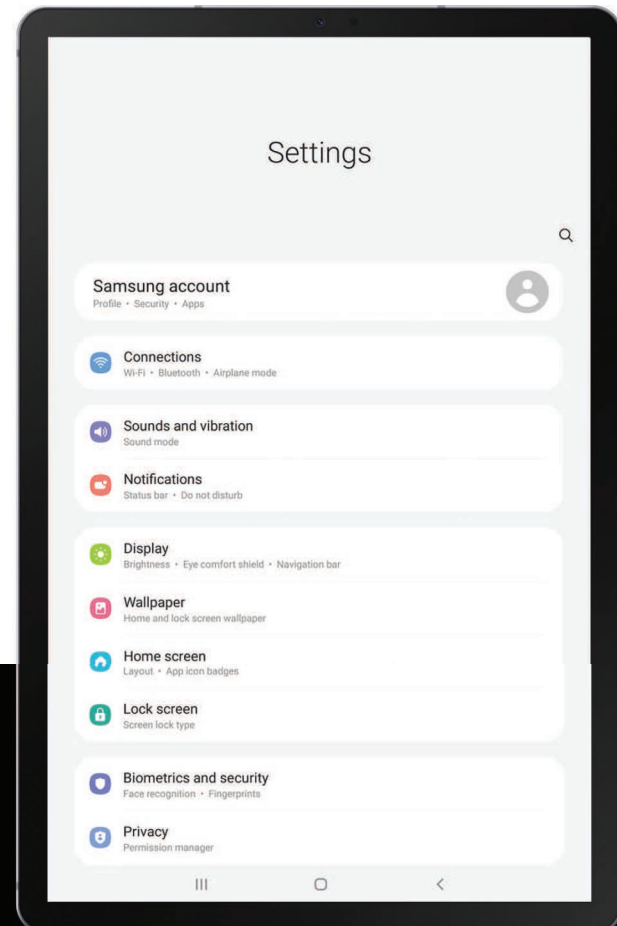 Settings
Samsung account
Profile • Security • Apps
Connections
Wi-Fi • Bluetooth • Airplane mode
Sounds and vibration
Sound mode
Notifications
Status bar • Do not disturb
Display
Brightness • Eye comfort shield • Navigation bar
Wallpaper
Home and lock screen wallpaper
Home screen
Layout • App icon badges
Lock screen
Screen lock type
Biometrics and security
Face recognition • Fingerprints
Privacy
Permission manager